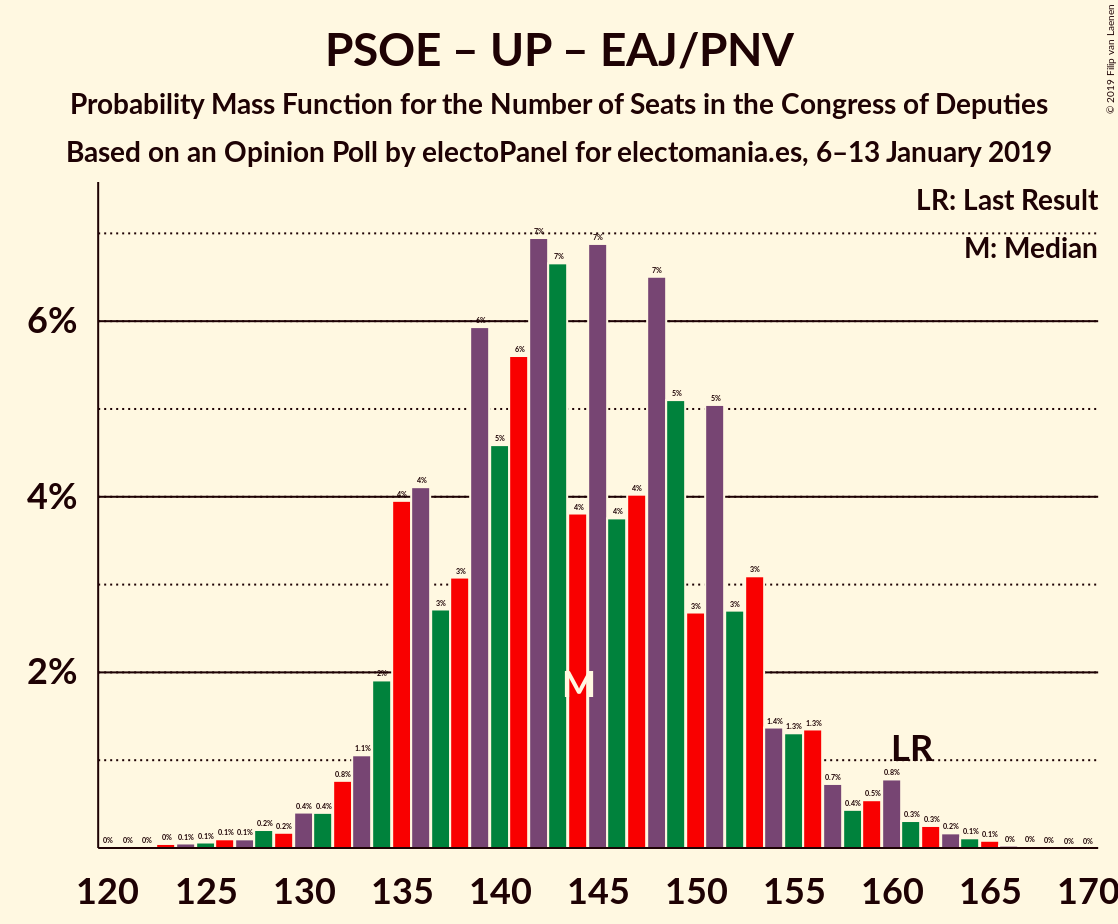 PSOE – UP – EAJ/PNV
Probability Mass Function for the Number of Seats in the Congress of Deputies
Based on an Opinion Poll by electoPanel for electomania.es, 6–13 January 2019
© 2019 Filip van Laenen
LR: Last Result
M: Median
6%
4%
2%
0% 0% 0% 0% 0.1% 0.1% 0.1% 0.1% 0.2% 0.2% 0.4% 0.4% 0.8% 1.1% 2% 4% 4% 3% 3% 6% 5% 6% 7% 7% 4% 7% 4% 4% 7% 5% 3% 5% 3% 3% 1.4% 1.3% 1.3% 0.7% 0.4% 0.5% 0.8% 0.3% 0.3% 0.2% 0.1% 0.1% 0% 0% 0% 0% 0%
M
LR
120 125 130 135 140 145 150 155 160 165 170